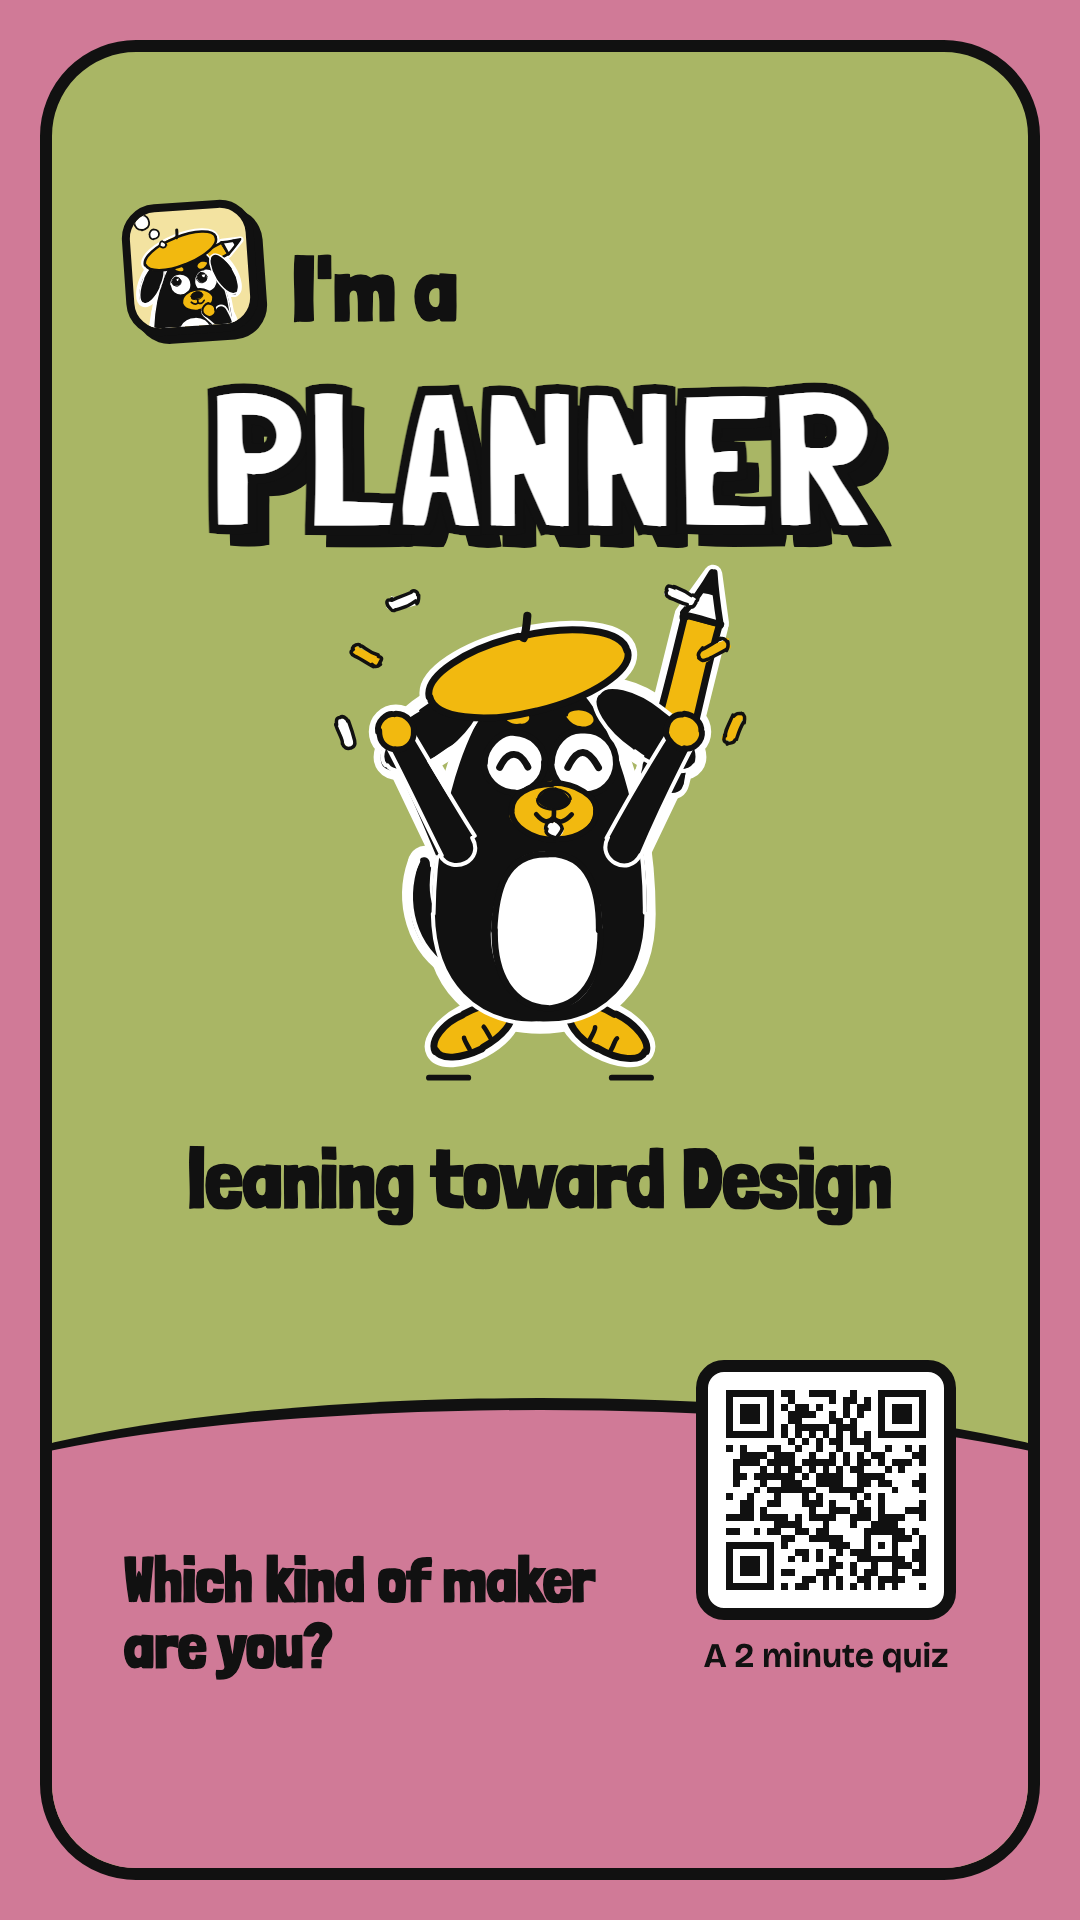 I'm a
PLANNER
leaning toward Design
Which kind of maker
are you?
A 2 minute quiz